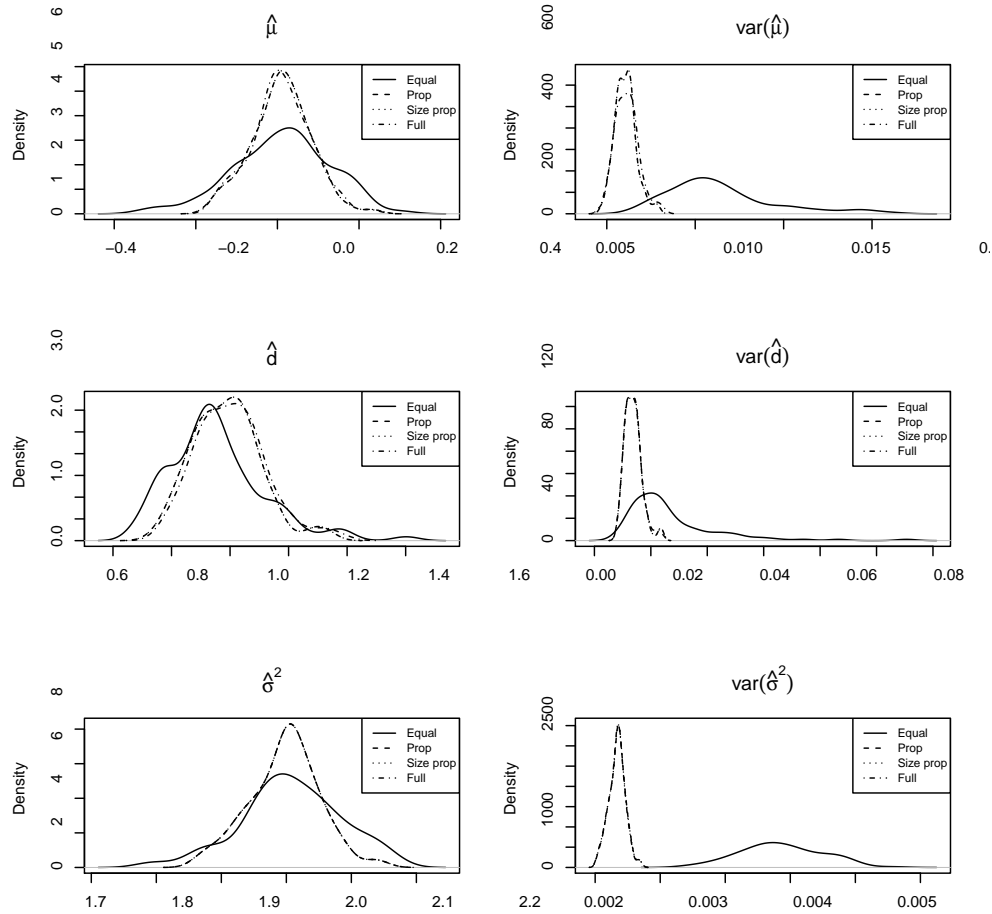 μ̂
Density
0 1 2 3 4 5 6
Equal
Prop
Size prop
Full
−0.4 −0.2 0.0 0.2 0.4
var(μ̂)
Density
0 200 400 600
Equal
Prop
Size prop
Full
0.005 0.010 0.015 0.
d̂
Density
0.0 1.0 2.0 3.0
Equal
Prop
Size prop
Full
0.6 0.8 1.0 1.2 1.4 1.6
var(d̂)
Density
0 40 80 120
Equal
Prop
Size prop
Full
0.00 0.02 0.04 0.06 0.08
σ̂²
Density
0 2 4 6 8
Equal
Prop
Size prop
Full
1.7 1.8 1.9 2.0 2.1 2.2
var(σ̂²)
Density
0 1000 2500
Equal
Prop
Size prop
Full
0.002 0.003 0.004 0.005